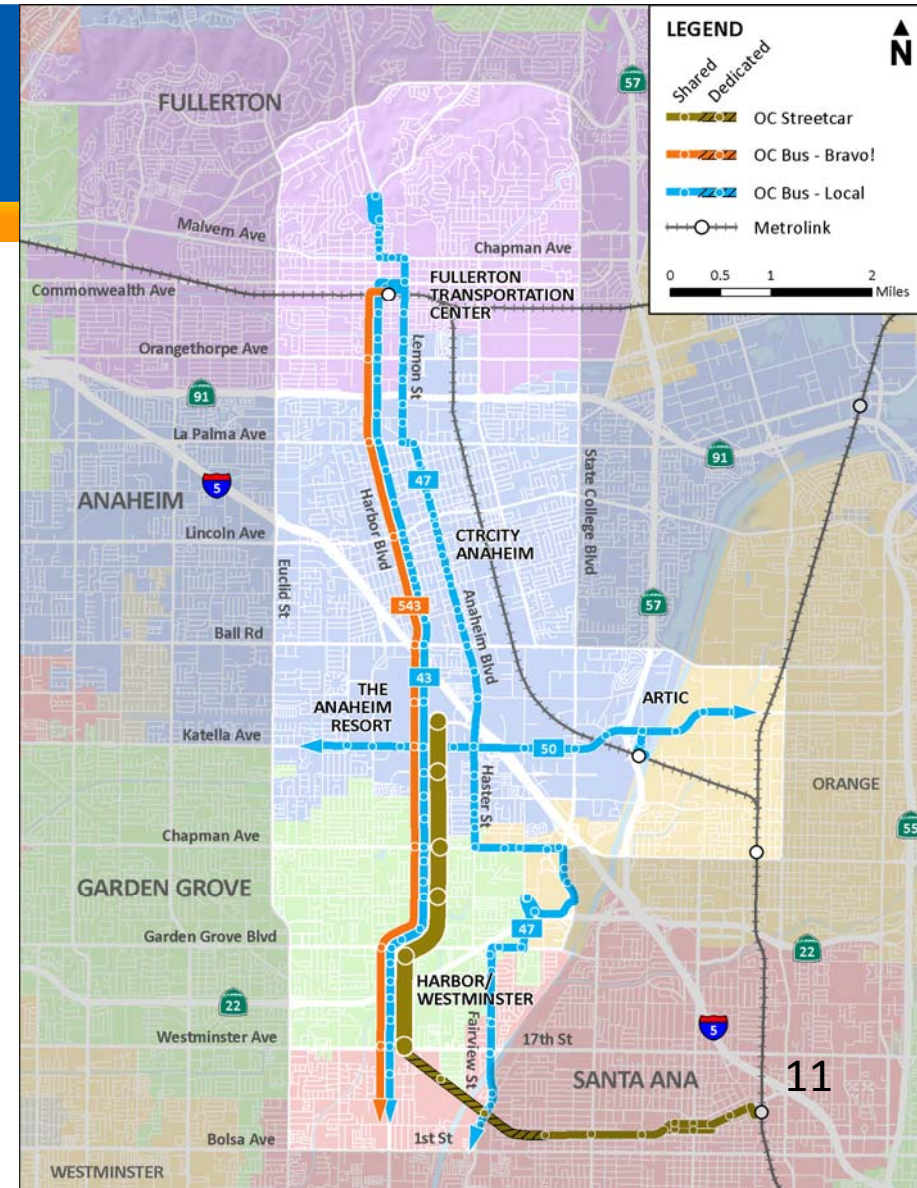 LEGEND
N
Shared
Dedicated
OC Streetcar
OC Bus - Bravo!
OC Bus - Local
Metrolink
0 0.5 1 2
Miles
57
FULLERTON
Malvern Ave
Chapman Ave
Commonwealth Ave
FULLERTON
TRANSPORTATION
CENTER
Orangethorpe Ave
Lemon St
91
La Palma Ave
91
State College Blvd
47
5
ANAHEIM
Harbor Blvd
Lincoln Ave
CTRCITY
ANAHEIM
Euclid St
543
57
Ball Rd
Anaheim Blvd
43
THE
ANAHEIM
RESORT
ARTIC
Katella Ave
50
Haster St
ORANGE
Chapman Ave
55
GARDEN GROVE
Garden Grove Blvd
47
22
HARBOR/
WESTMINSTER
22
Fairview St
5
Westminster Ave
17th St
SANTA ANA
11
Bolsa Ave
1st St
WESTMINSTER